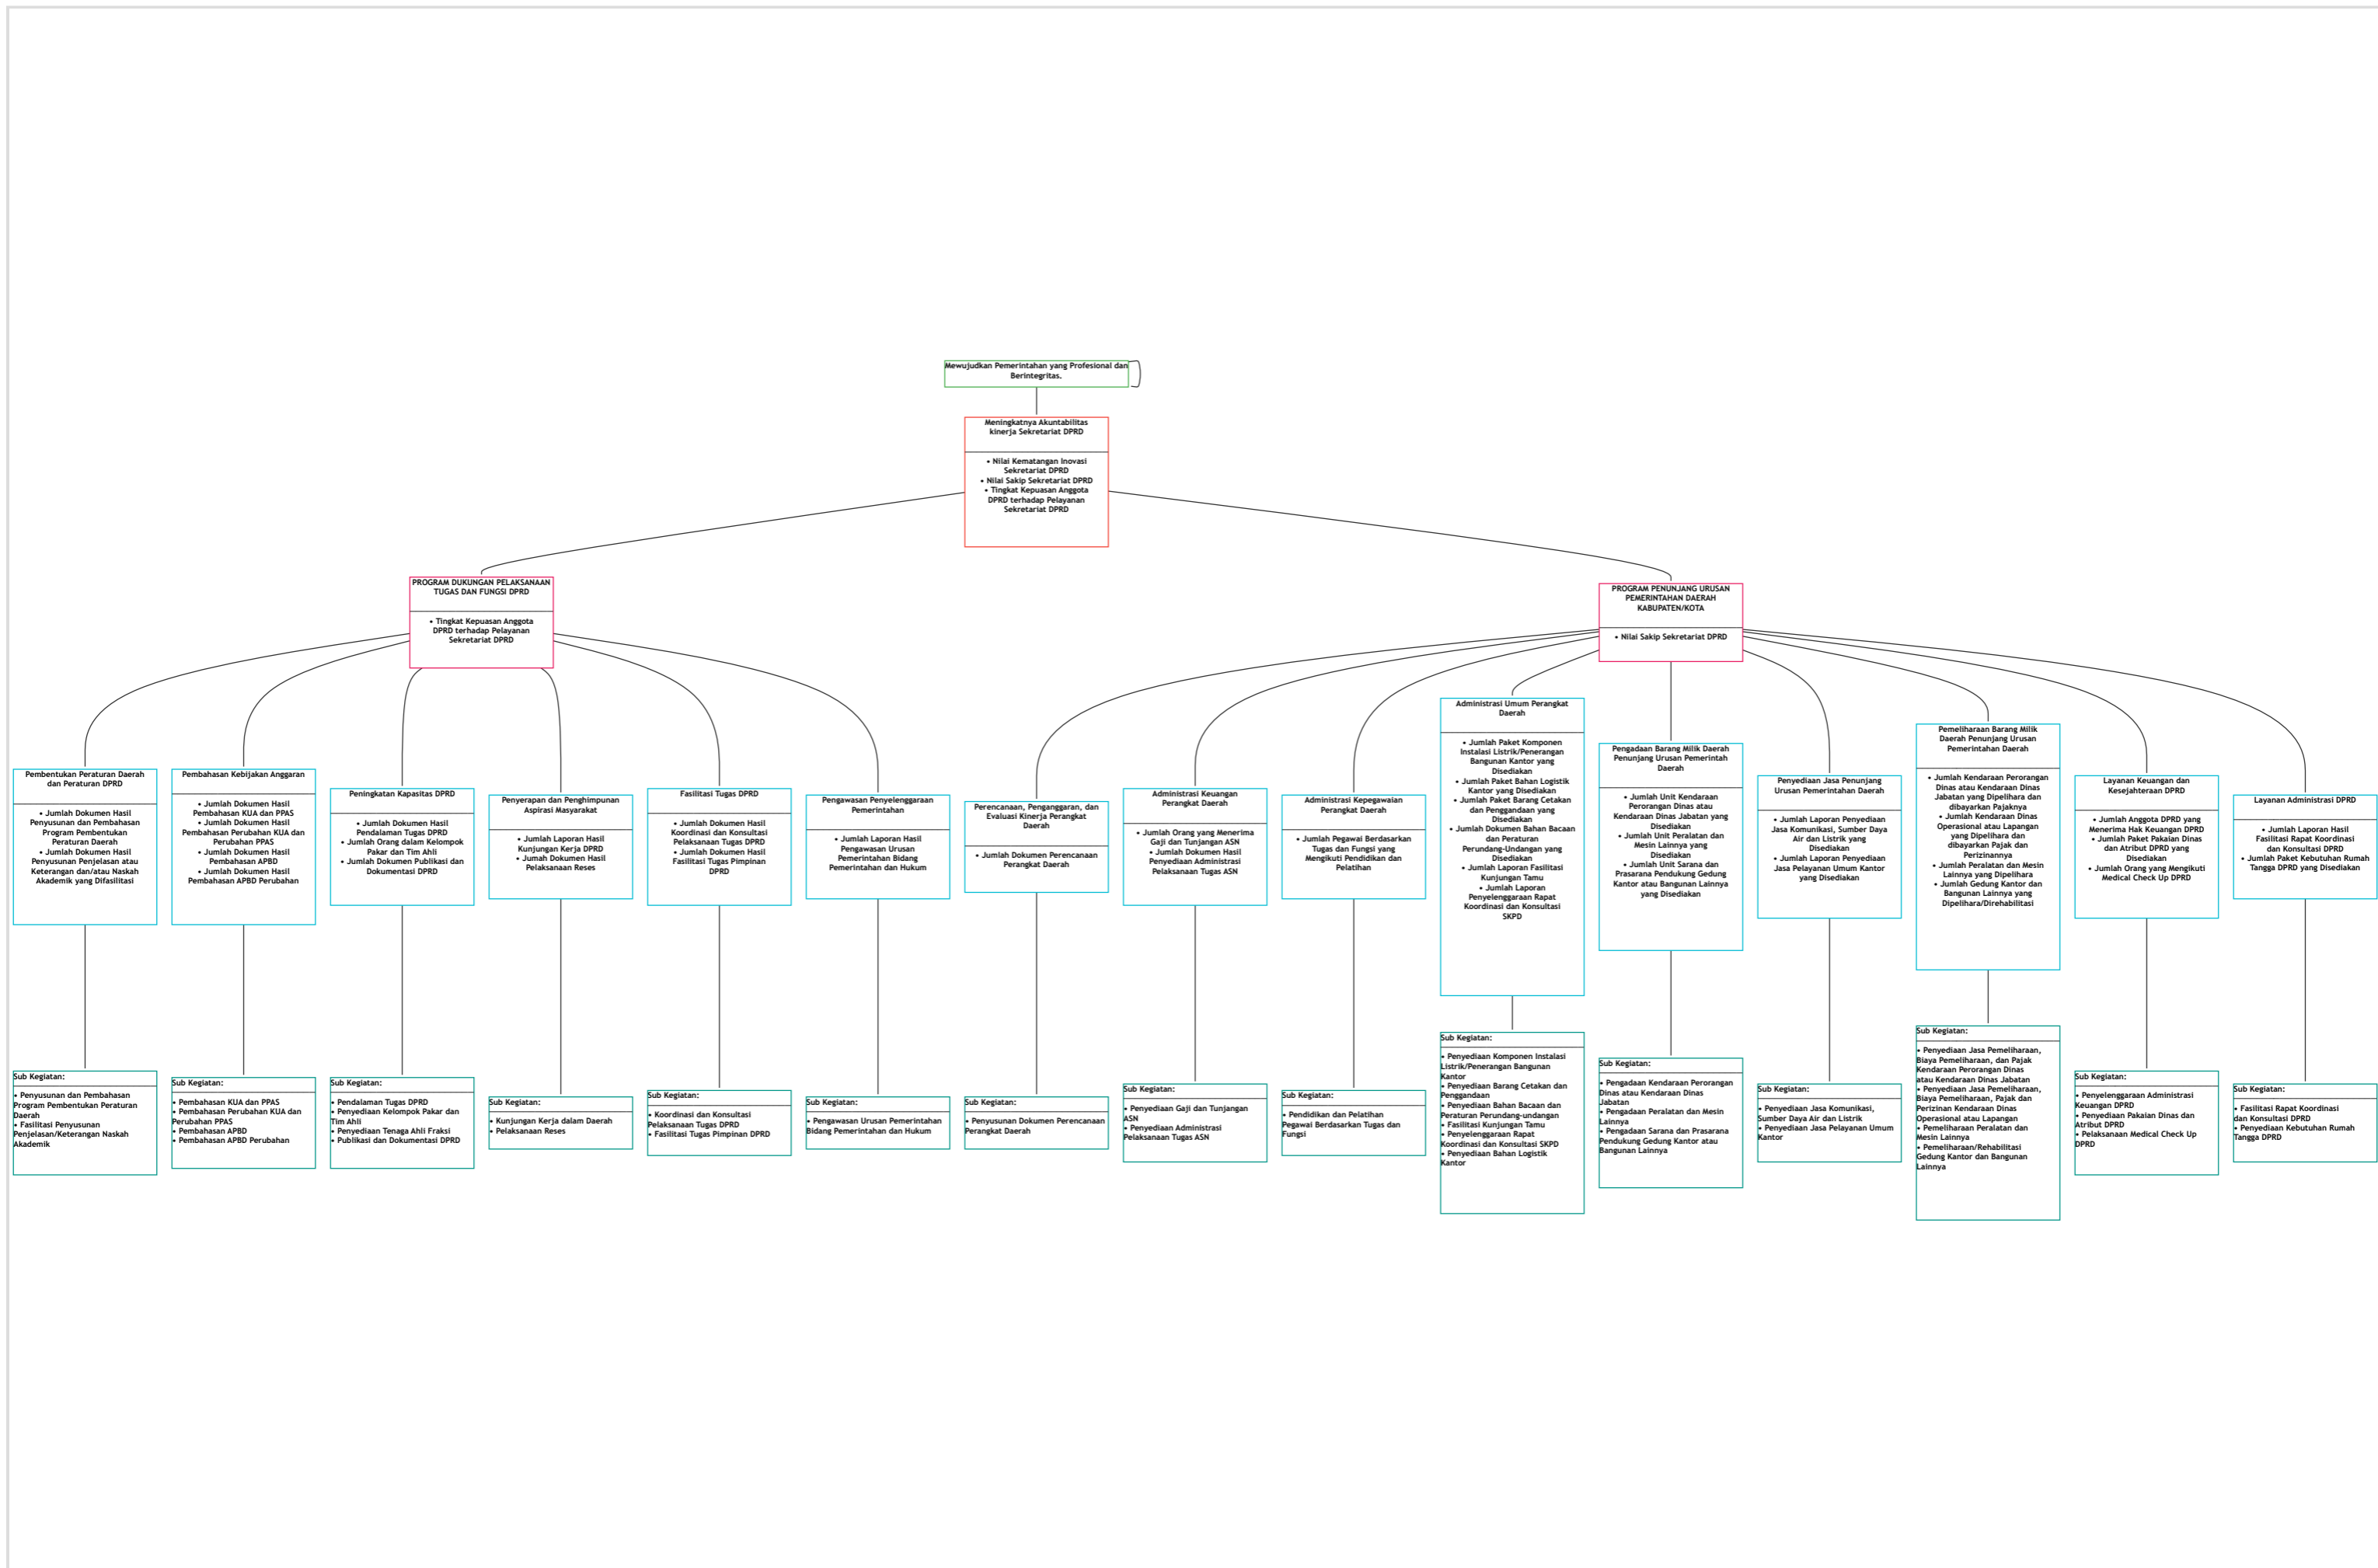 Mewujudkan Pemerintahan yang Profesional dan
Berintegritas.
Meningkatnya Akuntabilitas
kinerja Sekretariat DPRD
• Nilai Kematangan Inovasi
Sekretariat DPRD
• Nilai Sakip Sekretariat DPRD
• Tingkat Kepuasan Anggota
DPRD terhadap Pelayanan
Sekretariat DPRD
PROGRAM DUKUNGAN PELAKSANAAN
TUGAS DAN FUNGSI DPRD
• Tingkat Kepuasan Anggota
DPRD terhadap Pelayanan
Sekretariat DPRD
PROGRAM PENUNJANG URUSAN
PEMERINTAHAN DAERAH
KABUPATEN/KOTA
• Nilai Sakip Sekretariat DPRD
Pembentukan Peraturan Daerah
dan Peraturan DPRD
• Jumlah Dokumen Hasil
Penyusunan dan Pembahasan
Program Pembentukan
Peraturan Daerah
• Jumlah Dokumen Hasil
Penyusunan Penjelasan atau
Keterangan dan/atau Naskah
Akademik yang Difasilitasi
Pembahasan Kebijakan Anggaran
• Jumlah Dokumen Hasil
Pembahasan KUA dan PPAS
• Jumlah Dokumen Hasil
Pembahasan Perubahan KUA dan
Perubahan PPAS
• Jumlah Dokumen Hasil
Pembahasan APBD
• Jumlah Dokumen Hasil
Pembahasan APBD Perubahan
Peningkatan Kapasitas DPRD
• Jumlah Dokumen Hasil
Pendalaman Tugas DPRD
• Jumlah Orang dalam Kelompok
Pakar dan Tim Ahli
• Jumlah Dokumen Publikasi dan
Dokumentasi DPRD
Penyerapan dan Penghimpunan
Aspirasi Masyarakat
• Jumlah Laporan Hasil
Kunjungan Kerja DPRD
• Jumah Dokumen Hasil
Pelaksanaan Reses
Fasilitasi Tugas DPRD
• Jumlah Dokumen Hasil
Koordinasi dan Konsultasi
Pelaksanaan Tugas DPRD
• Jumlah Dokumen Hasil
Fasilitasi Tugas Pimpinan
DPRD
Pengawasan Penyelenggaraan
Pemerintahan
• Jumlah Laporan Hasil
Pengawasan Urusan
Pemerintahan Bidang
Pemerintahan dan Hukum
Perencanaan, Penganggaran, dan
Evaluasi Kinerja Perangkat
Daerah
• Jumlah Dokumen Perencanaan
Perangkat Daerah
Administrasi Keuangan
Perangkat Daerah
• Jumlah Orang yang Menerima
Gaji dan Tunjangan ASN
• Jumlah Dokumen Hasil
Penyediaan Administrasi
Pelaksanaan Tugas ASN
Administrasi Kepegawaian
Perangkat Daerah
• Jumlah Pegawai Berdasarkan
Tugas dan Fungsi yang
Mengikuti Pendidikan dan
Pelatihan
Administrasi Umum Perangkat
Daerah
• Jumlah Paket Komponen
Instalasi Listrik/Penerangan
Bangunan Kantor yang
Disediakan
• Jumlah Paket Bahan Logistik
Kantor yang Disediakan
• Jumlah Paket Barang Cetakan
dan Penggandaan yang
Disediakan
• Jumlah Dokumen Bahan Bacaan
dan Peraturan
Perundang-Undangan yang
Disediakan
• Jumlah Laporan Fasilitasi
Kunjungan Tamu
• Jumlah Laporan
Penyelenggaraan Rapat
Koordinasi dan Konsultasi
SKPD
Pengadaan Barang Milik Daerah
Penunjang Urusan Pemerintah
Daerah
• Jumlah Unit Kendaraan
Perorangan Dinas atau
Kendaraan Dinas Jabatan yang
Disediakan
• Jumlah Unit Peralatan dan
Mesin Lainnya yang
Disediakan
• Jumlah Unit Sarana dan
Prasarana Pendukung Gedung
Kantor atau Bangunan Lainnya
yang Disediakan
Penyediaan Jasa Penunjang
Urusan Pemerintahan Daerah
• Jumlah Laporan Penyediaan
Jasa Komunikasi, Sumber Daya
Air dan Listrik yang
Disediakan
• Jumlah Laporan Penyediaan
Jasa Pelayanan Umum Kantor
yang Disediakan
Pemeliharaan Barang Milik
Daerah Penunjang Urusan
Pemerintahan Daerah
• Jumlah Kendaraan Perorangan
Dinas atau Kendaraan Dinas
Jabatan yang Dipelihara dan
dibayarkan Pajaknya
• Jumlah Kendaraan Dinas
Operasional atau Lapangan
yang Dipelihara dan
dibayarkan Pajak dan
Perizinannya
• Jumlah Peralatan dan Mesin
Lainnya yang Dipelihara
• Jumlah Gedung Kantor dan
Bangunan Lainnya yang
Dipelihara/Direhabilitasi
Layanan Keuangan dan
Kesejahteraan DPRD
• Jumlah Anggota DPRD yang
Menerima Hak Keuangan DPRD
• Jumlah Paket Pakaian Dinas
dan Atribut DPRD yang
Disediakan
• Jumlah Orang yang Mengikuti
Medical Check Up DPRD
Layanan Administrasi DPRD
• Jumlah Laporan Hasil
Fasilitasi Rapat Koordinasi
dan Konsultasi DPRD
• Jumlah Paket Kebutuhan Rumah
Tangga DPRD yang Disediakan
Sub Kegiatan:
• Penyusunan dan Pembahasan
Program Pembentukan Peraturan
Daerah
• Fasilitasi Penyusunan
Penjelasan/Keterangan Naskah
Akademik
Sub Kegiatan:
• Pembahasan KUA dan PPAS
• Pembahasan Perubahan KUA dan
Perubahan PPAS
• Pembahasan APBD
• Pembahasan APBD Perubahan
Sub Kegiatan:
• Pendalaman Tugas DPRD
• Penyediaan Kelompok Pakar dan
Tim Ahli
• Penyediaan Tenaga Ahli Fraksi
• Publikasi dan Dokumentasi DPRD
Sub Kegiatan:
• Kunjungan Kerja dalam Daerah
• Pelaksanaan Reses
Sub Kegiatan:
• Koordinasi dan Konsultasi
Pelaksanaan Tugas DPRD
• Fasilitasi Tugas Pimpinan DPRD
Sub Kegiatan:
• Pengawasan Urusan Pemerintahan
Bidang Pemerintahan dan Hukum
Sub Kegiatan:
• Penyusunan Dokumen Perencanaan
Perangkat Daerah
Sub Kegiatan:
• Penyediaan Gaji dan Tunjangan
ASN
• Penyediaan Administrasi
Pelaksanaan Tugas ASN
Sub Kegiatan:
• Pendidikan dan Pelatihan
Pegawai Berdasarkan Tugas dan
Fungsi
Sub Kegiatan:
• Penyediaan Komponen Instalasi
Listrik/Penerangan Bangunan
Kantor
• Penyediaan Barang Cetakan dan
Penggandaan
• Penyediaan Bahan Bacaan dan
Peraturan Perundang-undangan
• Fasilitasi Kunjungan Tamu
• Penyelenggaraan Rapat
Koordinasi dan Konsultasi SKPD
• Penyediaan Bahan Logistik
Kantor
Sub Kegiatan:
• Pengadaan Kendaraan Perorangan
Dinas atau Kendaraan Dinas
Jabatan
• Pengadaan Peralatan dan Mesin
Lainnya
• Pengadaan Sarana dan Prasarana
Pendukung Gedung Kantor atau
Bangunan Lainnya
Sub Kegiatan:
• Penyediaan Jasa Komunikasi,
Sumber Daya Air dan Listrik
• Penyediaan Jasa Pelayanan Umum
Kantor
Sub Kegiatan:
• Penyediaan Jasa Pemeliharaan,
Biaya Pemeliharaan, dan Pajak
Kendaraan Perorangan Dinas
atau Kendaraan Dinas Jabatan
• Penyediaan Jasa Pemeliharaan,
Biaya Pemeliharaan, Pajak dan
Perizinan Kendaraan Dinas
Operasional atau Lapangan
• Pemeliharaan Peralatan dan
Mesin Lainnya
• Pemeliharaan/Rehabilitasi
Gedung Kantor dan Bangunan
Lainnya
Sub Kegiatan:
• Penyelenggaraan Administrasi
Keuangan DPRD
• Penyediaan Pakaian Dinas dan
Atribut DPRD
• Pelaksanaan Medical Check Up
DPRD
Sub Kegiatan:
• Fasilitasi Rapat Koordinasi
dan Konsultasi DPRD
• Penyediaan Kebutuhan Rumah
Tangga DPRD